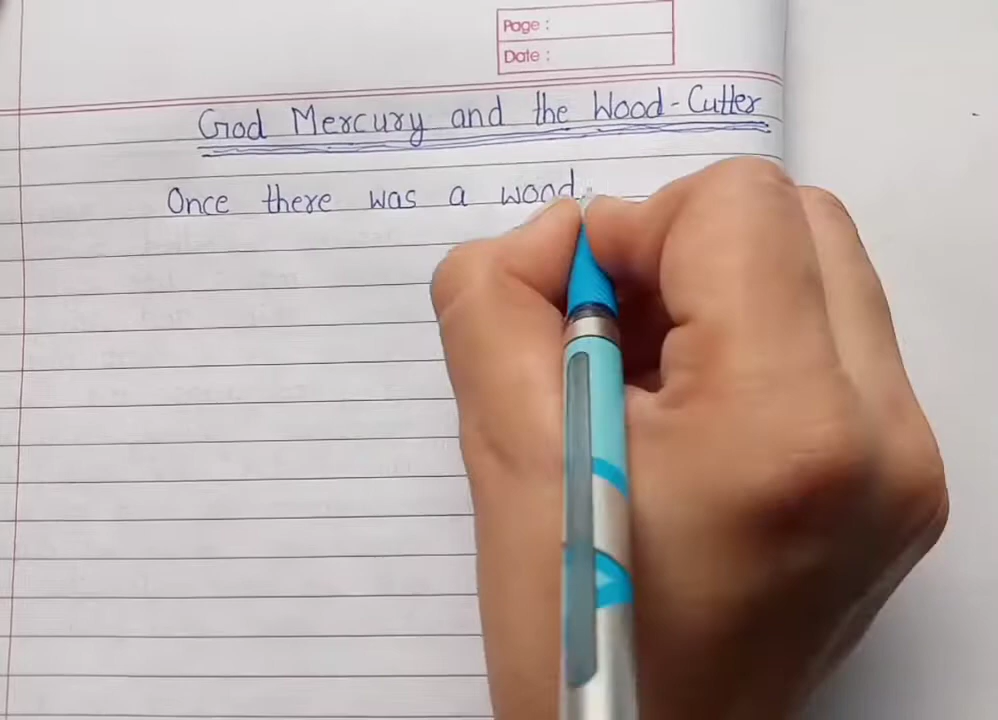 Page :
Date :
God Mercury and the Wood-Cutter
Once there was a wood